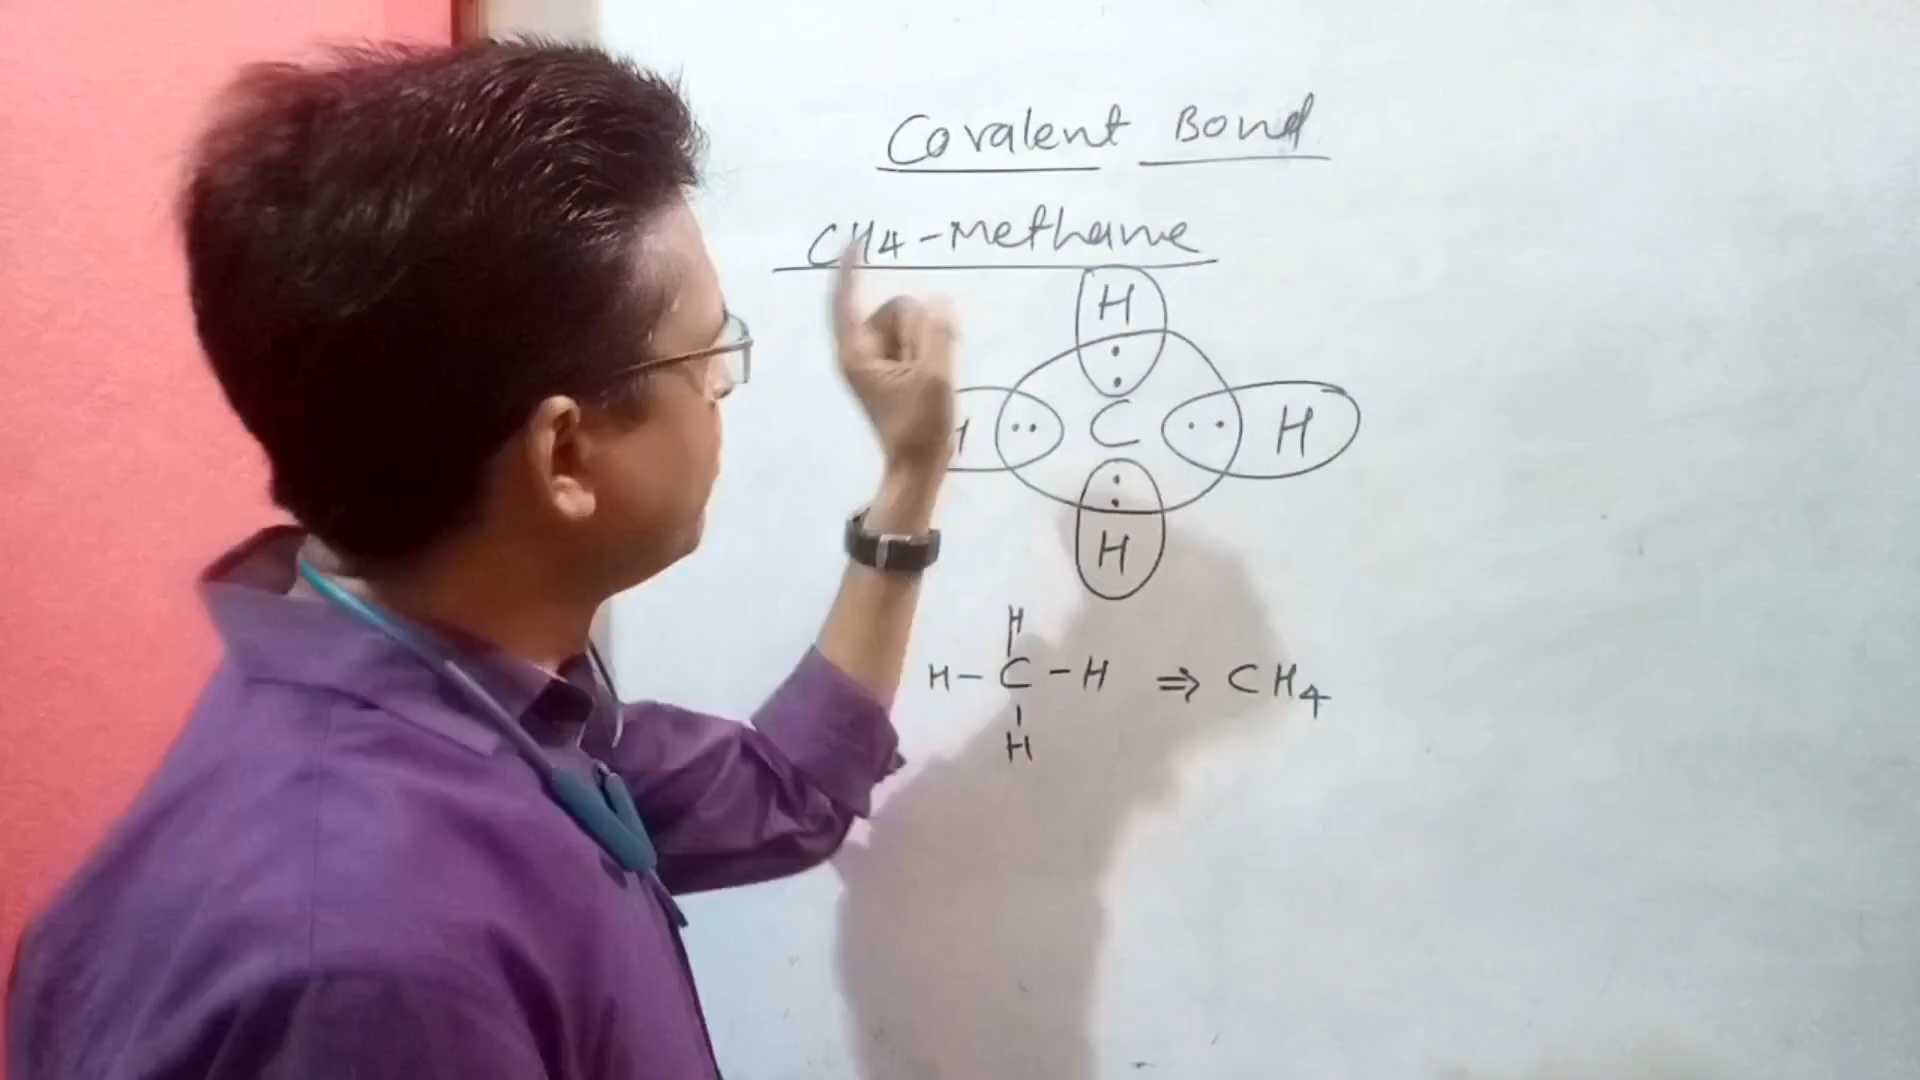 Covalent Bond
CH4-Methane
H
H •• C •• H
H
H
H-C-H ⇒ CH4
H